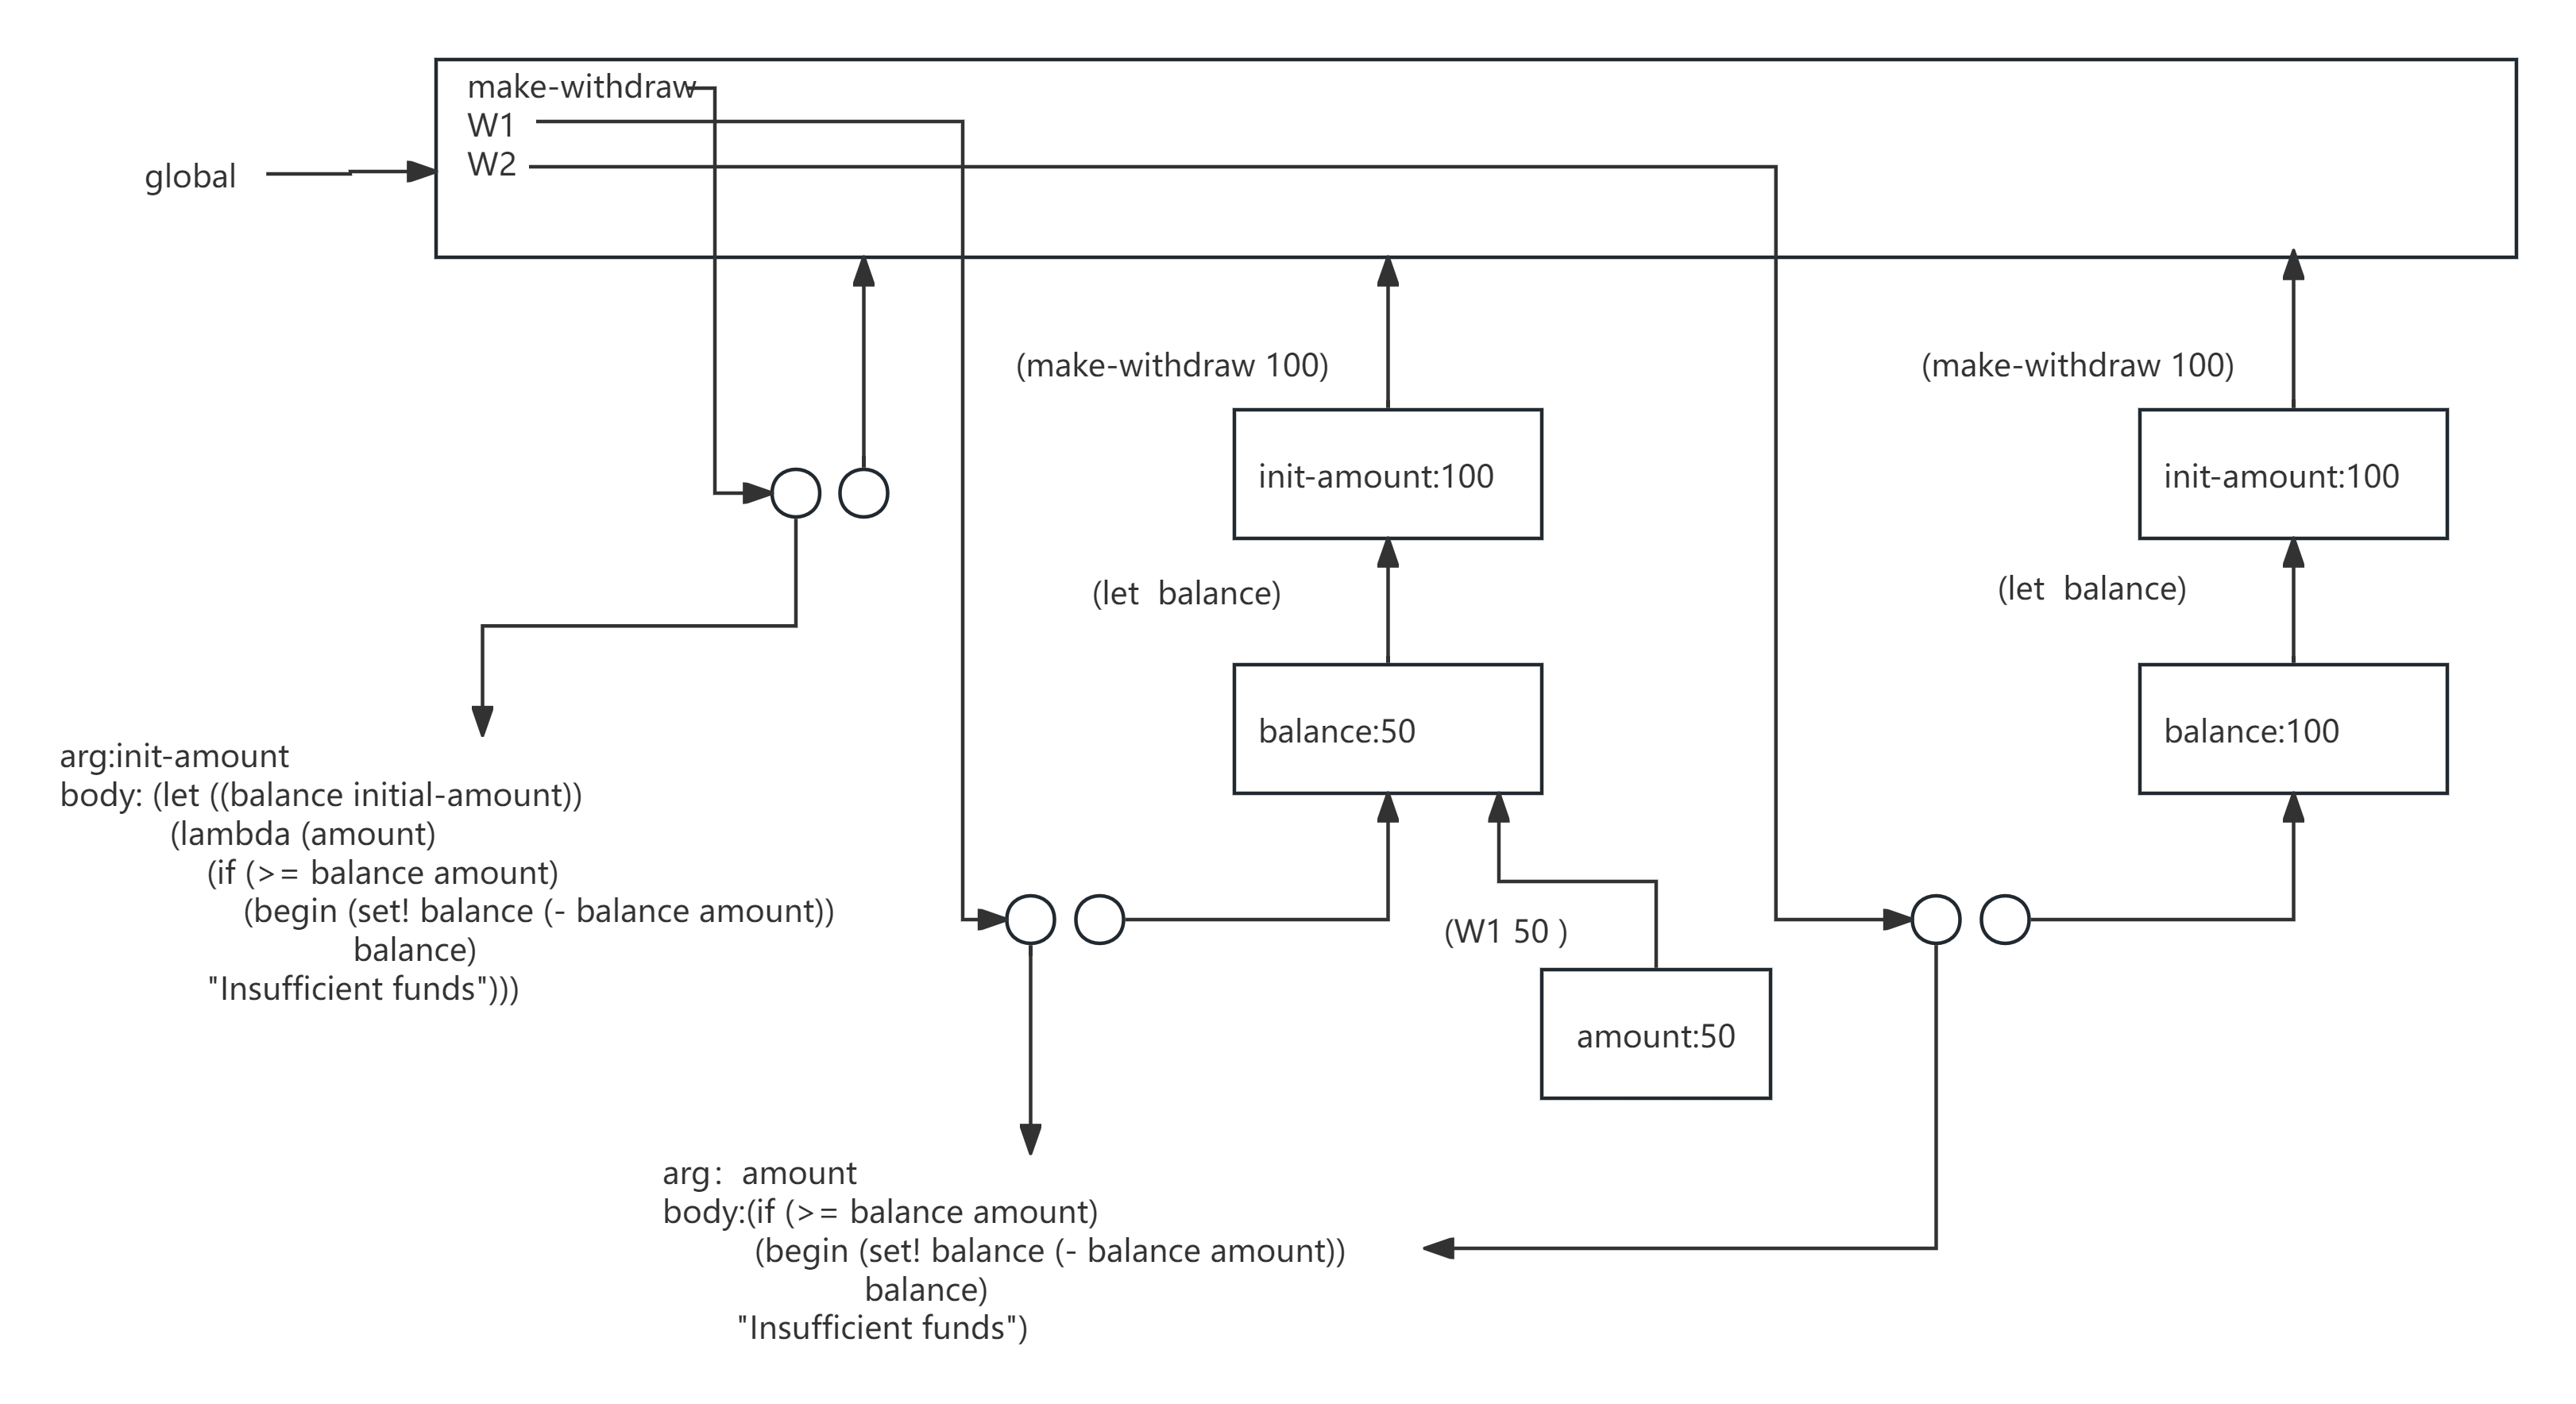 make-withdraw
W1
W2
global
(make-withdraw 100)
(make-withdraw 100)
init-amount:100
init-amount:100
(let  balance)
(let  balance)
balance:50
balance:100
arg:init-amount
body: (let ((balance initial-amount))
(lambda (amount)
(if (>= balance amount)
(begin (set! balance (- balance amount))
balance)
"Insufficient funds")))
(W1 50 )
amount:50
arg：amount
body:(if (>= balance amount)
(begin (set! balance (- balance amount))
balance)
"Insufficient funds")